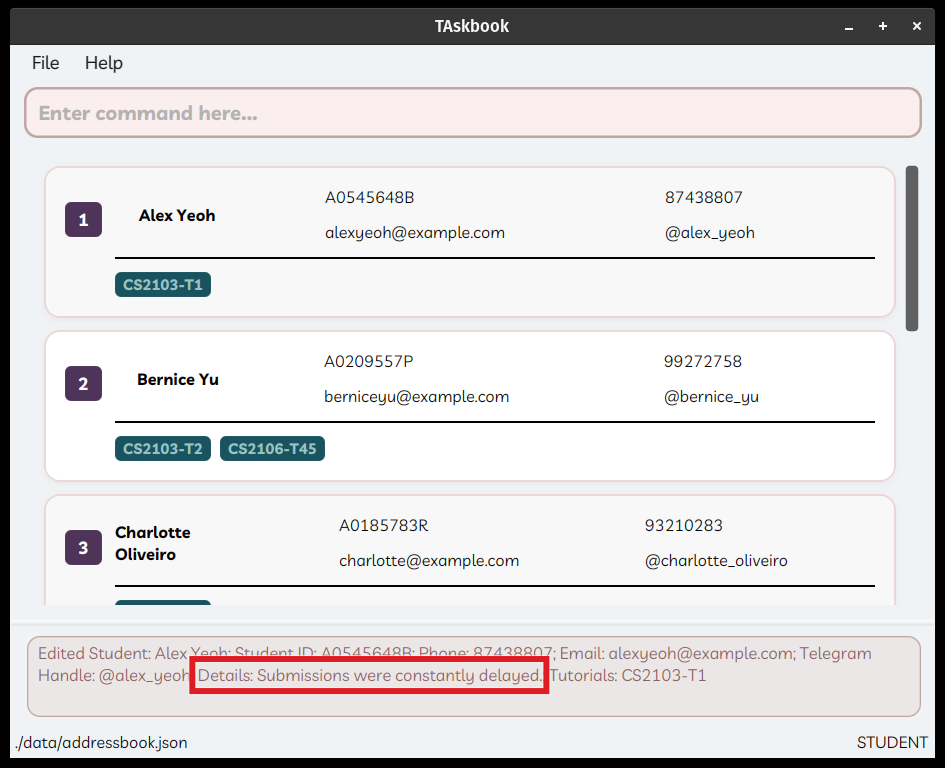 TAskbook
File Help
Enter command here...
1
Alex Yeoh
A0545648B
87438807
alexyeoh@example.com
@alex_yeoh
CS2103-T1
2
Bernice Yu
A0209557P
99272758
berniceyu@example.com
@bernice_yu
CS2103-T2 CS2106-T45
3
Charlotte
Oliveiro
A0185783R
93210283
charlotte@example.com
@charlotte_oliveiro
Edited Student: Alex Yeoh; Student ID: A0545648B; Phone: 87438807; Email: alexyeoh@example.com; Telegram
Handle: @alex_yeoh Details: Submissions were constantly delayed. Tutorials: CS2103-T1
./data/addressbook.json
STUDENT